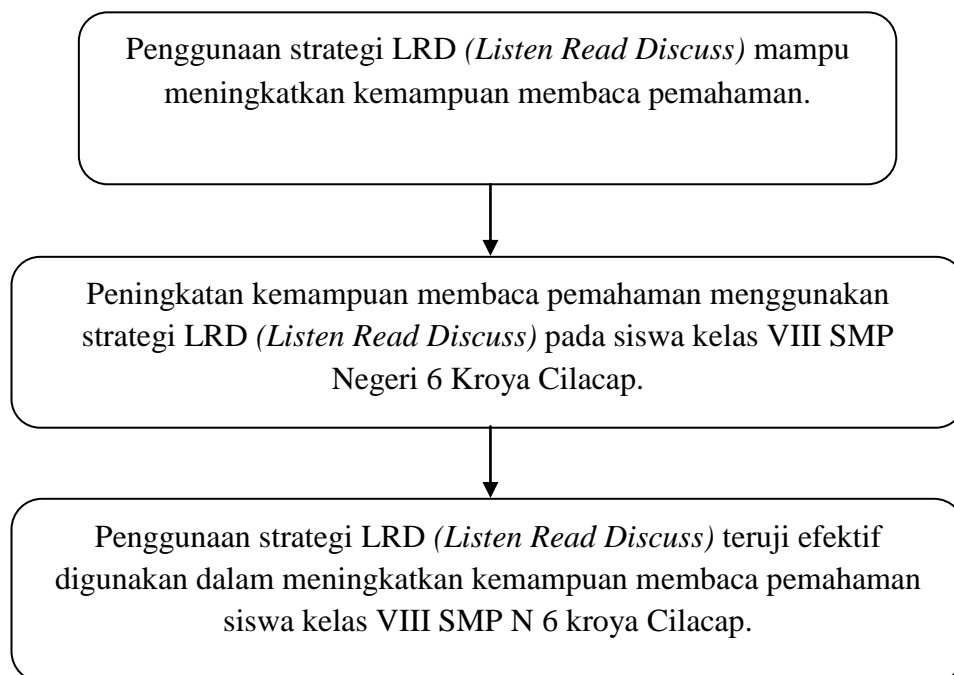 Penggunaan strategi LRD (Listen Read Discuss) mampu
meningkatkan kemampuan membaca pemahaman.
Peningkatan kemampuan membaca pemahaman menggunakan
strategi LRD (Listen Read Discuss) pada siswa kelas VIII SMP
Negeri 6 Kroya Cilacap.
Penggunaan strategi LRD (Listen Read Discuss) teruji efektif
digunakan dalam meningkatkan kemampuan membaca pemahaman
siswa kelas VIII SMP N 6 kroya Cilacap.